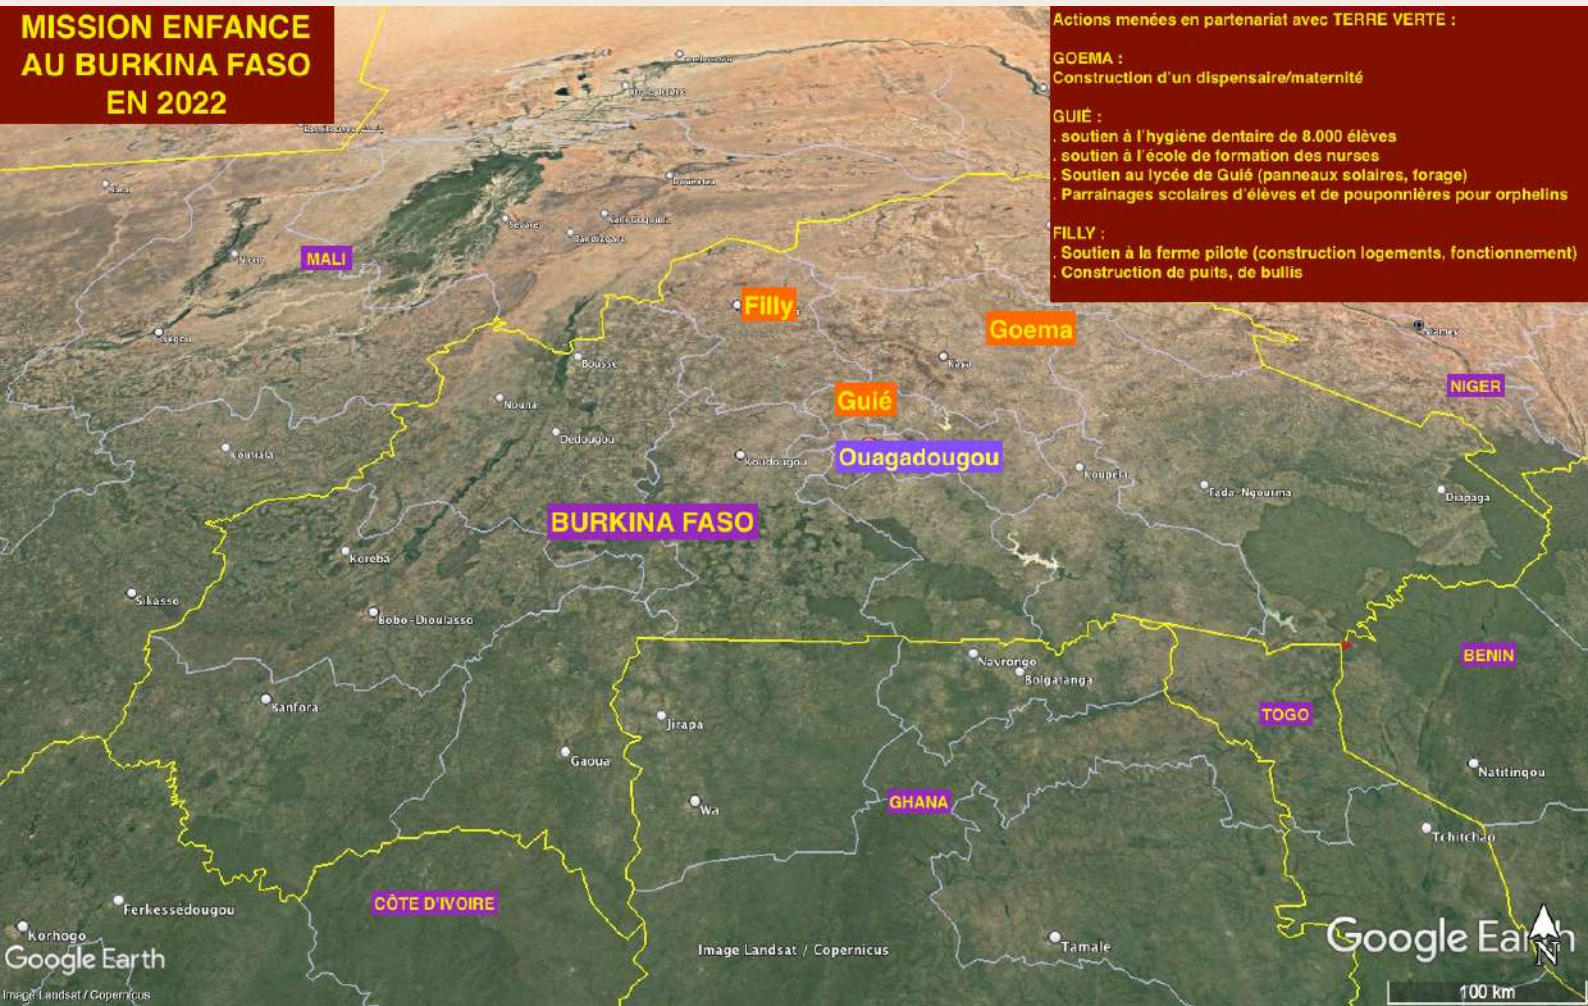 MISSION ENFANCE
AU BURKINA FASO
EN 2022
Actions menées en partenariat avec TERRE VERTE :
GOEMA :
Construction d'un dispensaire/maternité
GUIÉ :
. soutien à l'hygiène dentaire de 8.000 élèves
. soutien à l'école de formation des nurses
. Soutien au lycée de Guié (panneaux solaires, forage)
. Parrainages scolaires d'élèves et de pouponnières pour orphelins
FILLY :
. Soutien à la ferme pilote (construction logements, fonctionnement)
. Construction de puits, de bullis
MALI
Filly
Goema
Niamey
Ségou
Bousse
Kaya
NIGER
Nouna
Guié
Dédougou
Koutiala
Koudougou
Ouagadougou
Koupéla
Fada-Ngourma
Diapaga
BURKINA FASO
Koréba
Sikasso
Bobo-Dioulasso
Navrongo
Bolgatanga
BENIN
Banfora
Jirapa
TOGO
Gaoua
Natitingou
Wa
GHANA
Tchitchao
CÔTE D'IVOIRE
Ferkessédougou
Korhogo
Tamale
Google Earth
Image Landsat / Copernicus
Google Earth
N
Image Landsat / Copernicus
100 km